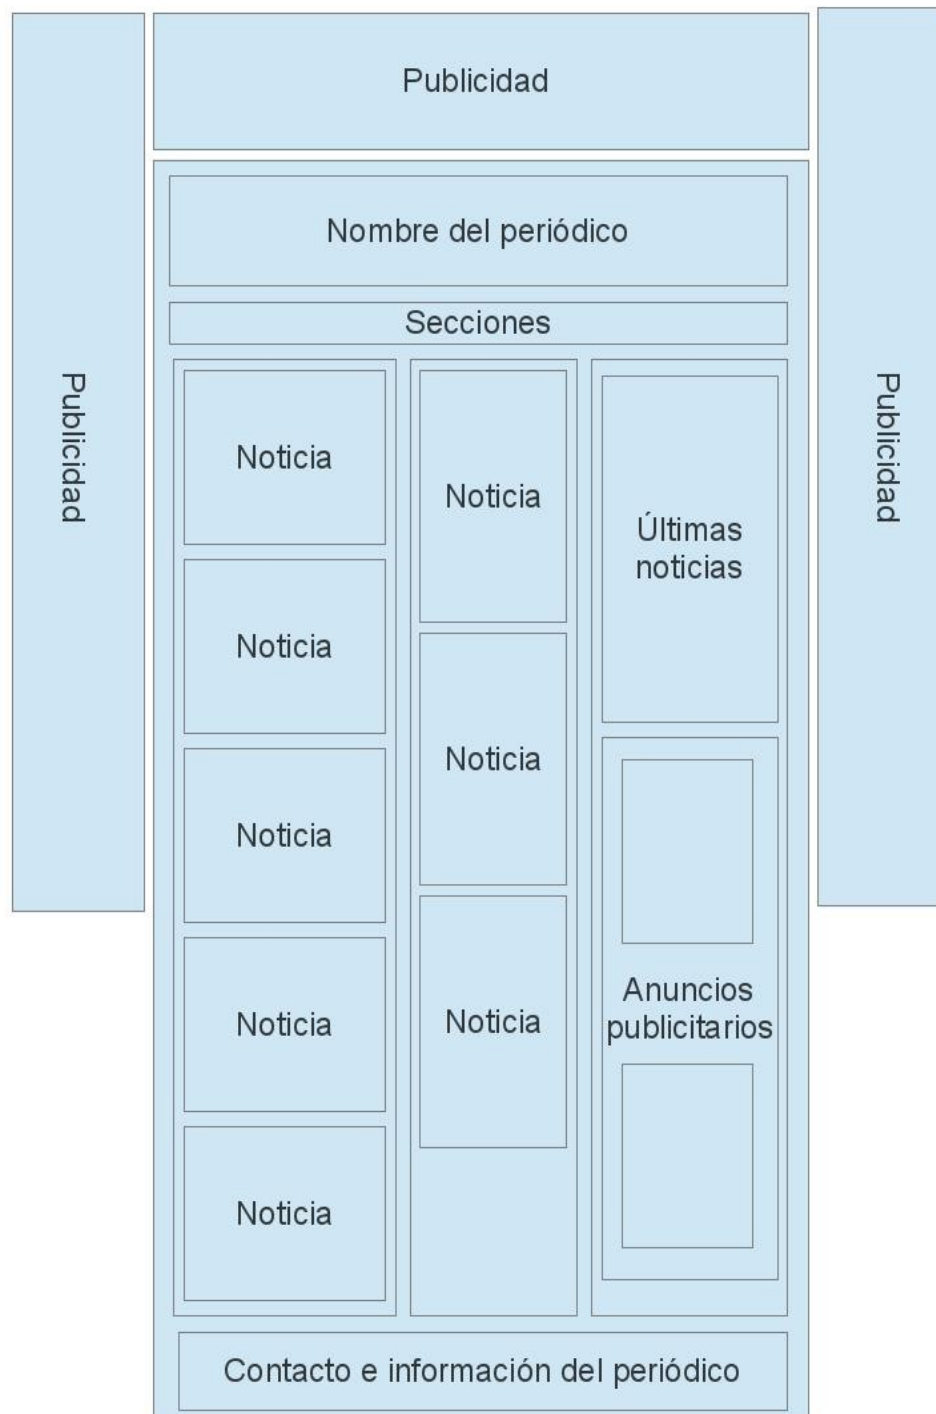 Publicidad
Publicidad
Publicidad
Nombre del periódico
Secciones
Noticia
Noticia
Noticia
Noticia
Noticia
Noticia
Noticia
Noticia
Últimas
noticias
Anuncios
publicitarios
Contacto e información del periódico